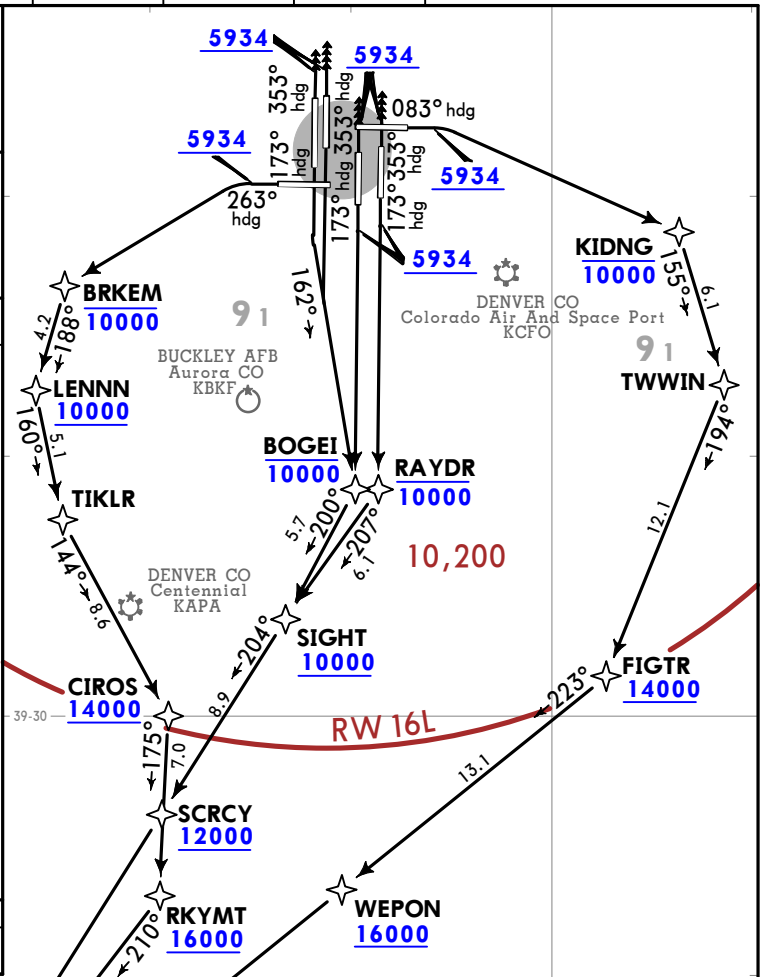 5934
5934
353°
hdg
353°
hdg
353°
083° hdg
5934
173°
hdg
173°
hdg
173°
hdg
5934
263°
hdg
5934
KIDNG
10000
155°
6.1
BRKEM
10000
162°
DENVER CO
Colorado Air And Space Port
KCFO
91
91
4.2
188°
BUCKLEY AFB
Aurora CO
KBKF
TWWIN
LENNN
10000
160°
5.1
194°
BOGEI
10000
RAYDR
10000
TIKLR
5.7
200°
207°
6.1
12.1
10,200
144°
8.6
DENVER CO
Centennial
KAPA
204°
SIGHT
10000
FIGTR
14000
CIROS
14000
8.9
223°
39-30
RW 16L
175°
7.0
13.1
SCRCY
12000
RKYMT
16000
WEPON
16000
210°